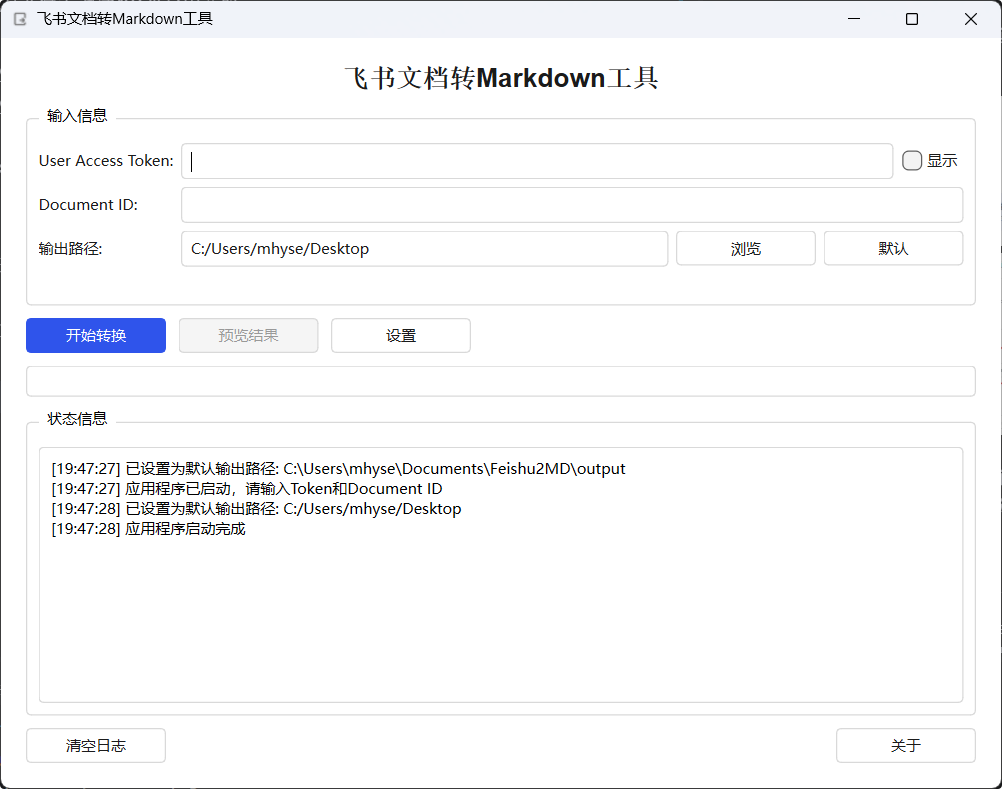 飞书文档转Markdown工具
飞书文档转Markdown工具
输入信息
User Access Token:
显示
Document ID:
输出路径:
C:/Users/mhyse/Desktop
浏览
默认
开始转换
预览结果
设置
状态信息
[19:47:27] 已设置为默认输出路径: C:\Users\mhyse\Documents\Feishu2MD\output
[19:47:27] 应用程序已启动，请输入Token和Document ID
[19:47:28] 已设置为默认输出路径: C:/Users/mhyse/Desktop
[19:47:28] 应用程序启动完成
清空日志
关于